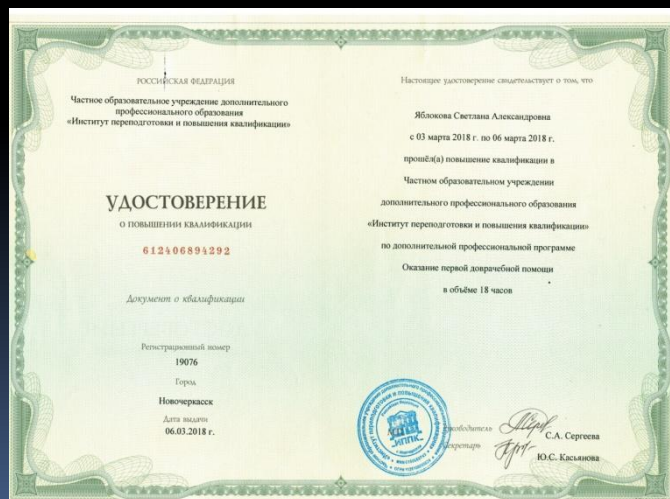 РОССИЙСКАЯ ФЕДЕРАЦИЯ
Частное образовательное учреждение дополнительного
профессионального образования
«Институт переподготовки и повышения квалификации»
УДОСТОВЕРЕНИЕ
О ПОВЫШЕНИИ КВАЛИФИКАЦИИ
612406894292
Документ о квалификации
Регистрационный номер
19076
Город
Новочеркасск
Дата выдачи
06.03.2018 г.
Настоящее удостоверение свидетельствует о том, что
Яблокова Светлана Александровна
с 03 марта 2018 г. по 06 марта 2018 г.
прошёл(а) повышение квалификации в
Частном образовательном учреждении
дополнительного профессионального образования
«Институт переподготовки и повышения квалификации»
по дополнительной профессиональной программе
Оказание первой доврачебной помощи
в объёме 18 часов
"ИППК"
Руководитель С.А. Сергеева
Секретарь Ю.С. Касьянова